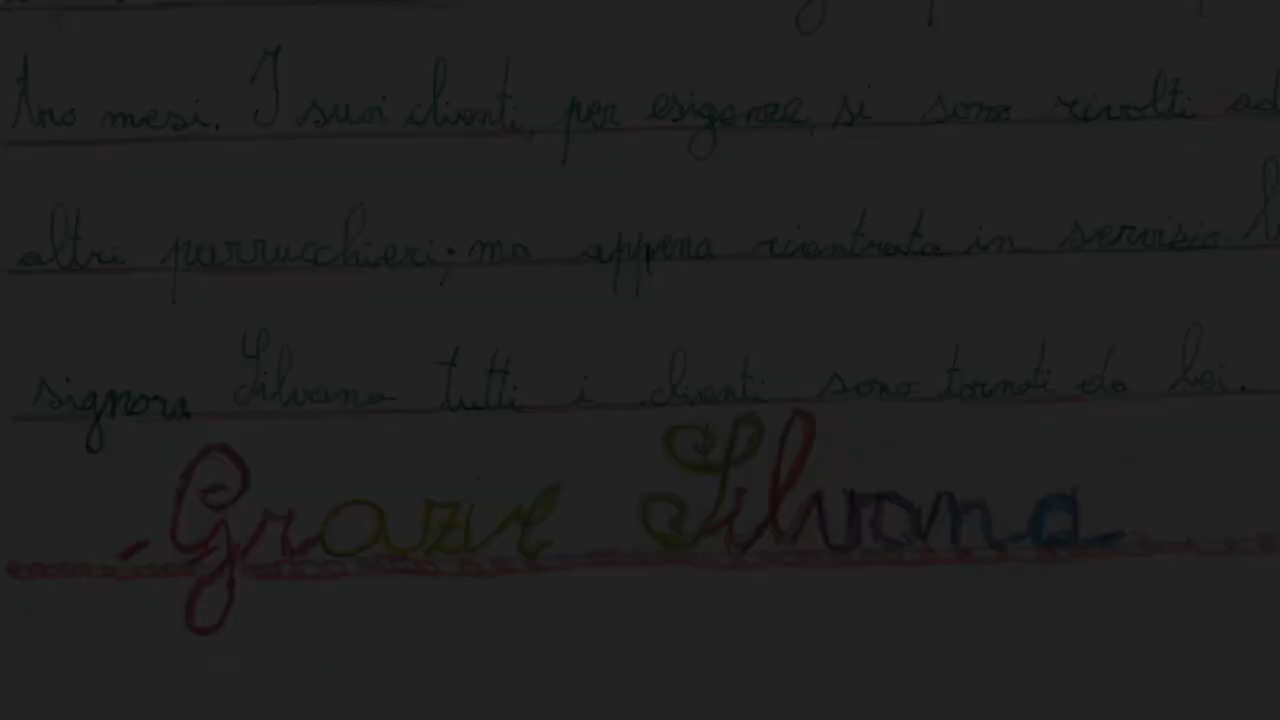 tro mesi. I suoi clienti, per esigenze, si sono rivolti ad
altri parrucchieri; ma appena rientrata in servizio la
signora Silvana tutti i clienti sono tornati da lei.
Grazie Silvana